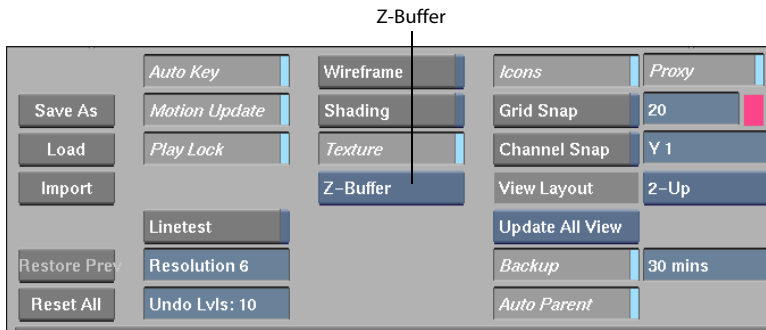 Z-Buffer
Auto Key Wireframe Icons Proxy
Save As Motion Update Shading Grid Snap 20
Load Play Lock Texture Channel Snap Y 1
Import Z-Buffer View Layout 2-Up
Linetest Update All View
Restore Prev Resolution 6 Backup 30 mins
Reset All Undo Lvls: 10 Auto Parent